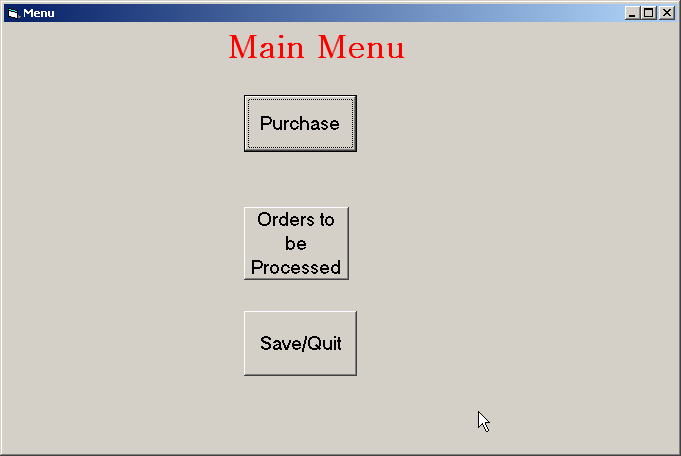 Menu
Main Menu
Purchase
Orders to
be
Processed
Save/Quit